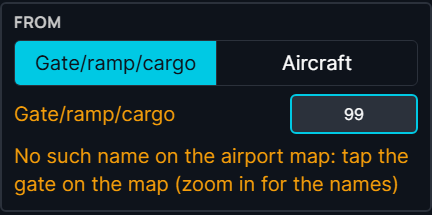 FROM
Gate/ramp/cargo
Aircraft
Gate/ramp/cargo
99
No such name on the airport map: tap the
gate on the map (zoom in for the names)